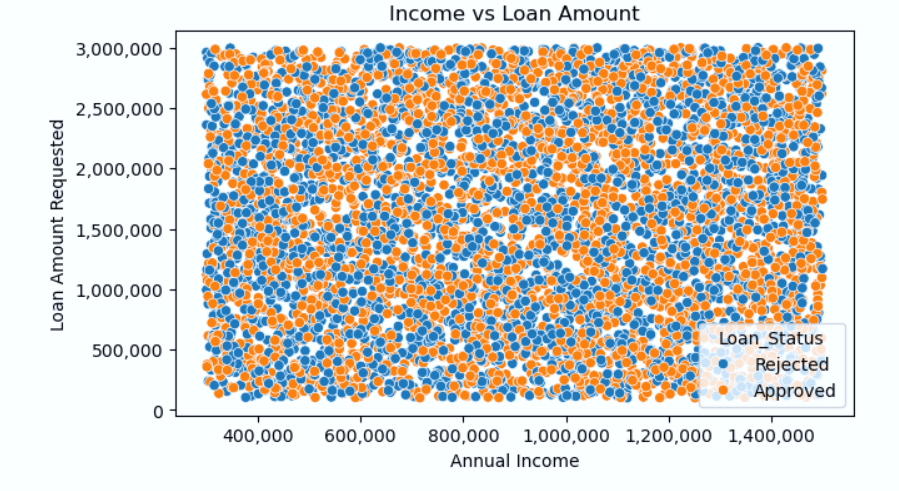 Income vs Loan Amount
Loan Amount Requested
3,000,000
2,500,000
2,000,000
1,500,000
1,000,000
500,000
0
Loan_Status
Rejected
Approved
400,000
600,000
800,000
1,000,000
1,200,000
1,400,000
Annual Income